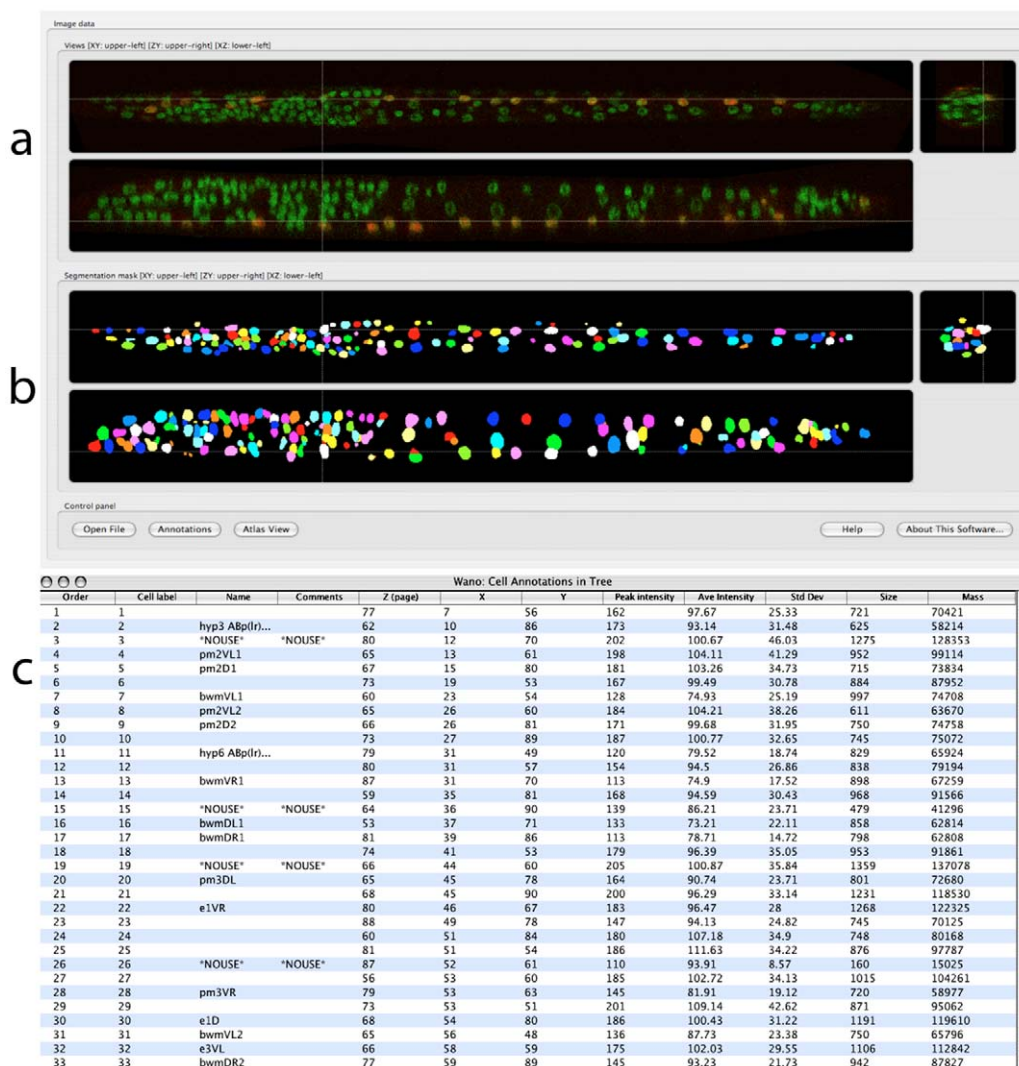 Image data
Views [XY: upper-left] [ZY: upper-right] [XZ: lower-left]
a
Segmentation mask [XY: upper-left] [ZY: upper-right] [XZ: lower-left]
b
Control panel
Open File Annotations Atlas View Help About This Software...
Wano: Cell Annotations in Tree
Order Cell label Name Comments Z (page) X Y Peak intensity Ave Intensity Std Dev Size Mass
1 1 77 7 56 162 97.67 25.33 721 70421
2 2 hyp3 ABp(lr)... 62 10 86 173 93.14 31.48 625 58214
3 3 *NOUSE* *NOUSE* 80 12 70 202 100.67 46.03 1275 128353
4 4 pm2VL1 65 13 61 198 104.11 41.29 952 99114
c
5 5 pm2D1 67 15 80 181 103.26 34.73 715 73834
6 6 73 19 53 167 99.49 30.78 884 87952
7 7 bwmVL1 60 23 54 128 74.93 25.19 997 74708
8 8 pm2VL2 65 26 60 184 104.21 38.26 611 63670
9 9 pm2D2 66 26 81 171 99.68 31.95 750 74758
10 10 73 27 89 187 100.77 32.65 745 75072
11 11 hyp6 ABp(lr)... 79 31 49 120 79.52 18.74 829 65924
12 12 80 31 57 154 94.5 26.86 838 79194
13 13 bwmVR1 87 31 70 113 74.9 17.52 898 67259
14 14 59 35 81 168 94.59 30.43 968 91566
15 15 *NOUSE* *NOUSE* 64 36 90 139 86.21 23.71 479 41296
16 16 bwmDL1 53 37 71 133 73.21 22.11 858 62814
17 17 bwmDR1 81 39 86 113 78.71 14.72 798 62808
18 18 74 41 53 179 96.39 35.05 953 91861
19 19 *NOUSE* *NOUSE* 66 44 60 205 100.87 35.84 1359 137078
20 20 pm3DL 65 45 78 164 90.74 23.71 801 72680
21 21 68 45 90 200 96.29 33.14 1231 118530
22 22 e1VR 80 46 67 183 96.47 28 1268 122325
23 23 88 49 78 147 94.13 24.82 745 70125
24 24 60 51 84 180 107.18 34.9 748 80168
25 25 81 51 54 186 111.63 34.22 876 97787
26 26 *NOUSE* *NOUSE* 87 52 61 110 93.91 8.57 160 15025
27 27 56 53 60 185 102.72 34.13 1015 104261
28 28 pm3VR 79 53 63 145 81.91 19.12 720 58977
29 29 73 53 51 201 109.14 42.62 871 95062
30 30 e1D 68 54 80 186 100.43 31.22 1191 119610
31 31 bwmVL2 65 56 48 136 87.73 23.38 750 65796
32 32 e3VL 66 58 59 175 102.03 29.55 1106 112842
33 33 bwmDR2 77 59 89 145 93.23 21.73 942 87827